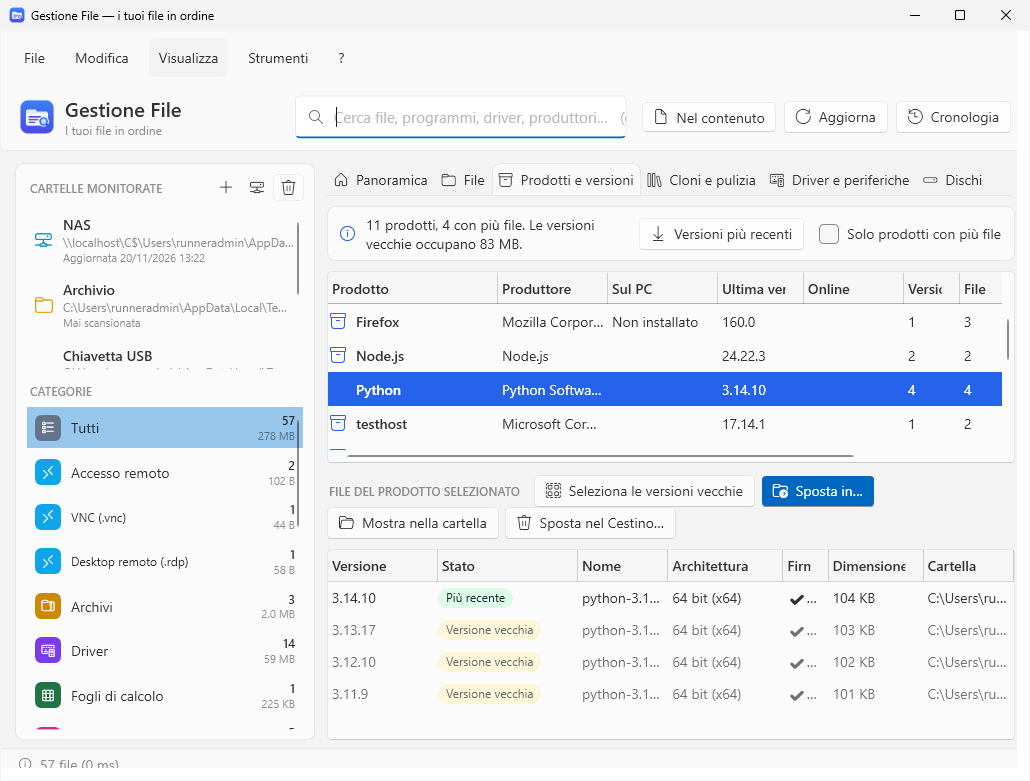 Gestione File — i tuoi file in ordine
File Modifica Visualizza Strumenti ?
Gestione File
I tuoi file in ordine
Cerca file, programmi, driver, produttori...
Nel contenuto
Aggiorna
Cronologia
CARTELLE MONITORATE
NAS
\\localhost\C$\Users\runneradmin\AppDa...
Aggiornata 20/11/2026 13:22
Archivio
C:\Users\runneradmin\AppData\Local\Te...
Mai scansionata
Chiavetta USB
CATEGORIE
Tutti 57
278 MB
Accesso remoto 2
102 B
VNC (.vnc) 1
44 B
Desktop remoto (.rdp) 1
58 B
Archivi 3
2.0 MB
Driver 14
59 MB
Fogli di calcolo 1
225 KB
Panoramica File Prodotti e versioni Cloni e pulizia Driver e periferiche Dischi
11 prodotti, 4 con più file. Le versioni
vecchie occupano 83 MB.
Versioni più recenti
Solo prodotti con più file
Prodotto Produttore Sul PC Ultima ver Online Versic File
Firefox Mozilla Corpor... Non installato 160.0 1 3
Node.js Node.js 24.22.3 2 2
Python Python Softwa... 3.14.10 4 4
testhost Microsoft Cor... 17.14.1 1 2
FILE DEL PRODOTTO SELEZIONATO
Seleziona le versioni vecchie
Sposta in...
Mostra nella cartella
Sposta nel Cestino...
Versione Stato Nome Architettura Firn Dimensione Cartella
3.14.10 Più recente python-3.1... 64 bit (x64) ... 104 KB C:\Users\ru...
3.13.17 Versione vecchia python-3.1... 64 bit (x64) ... 103 KB C:\Users\ru...
3.12.10 Versione vecchia python-3.1... 64 bit (x64) ... 102 KB C:\Users\ru...
3.11.9 Versione vecchia python-3.1... 64 bit (x64) ... 101 KB C:\Users\ru...
57 file (0 ms)